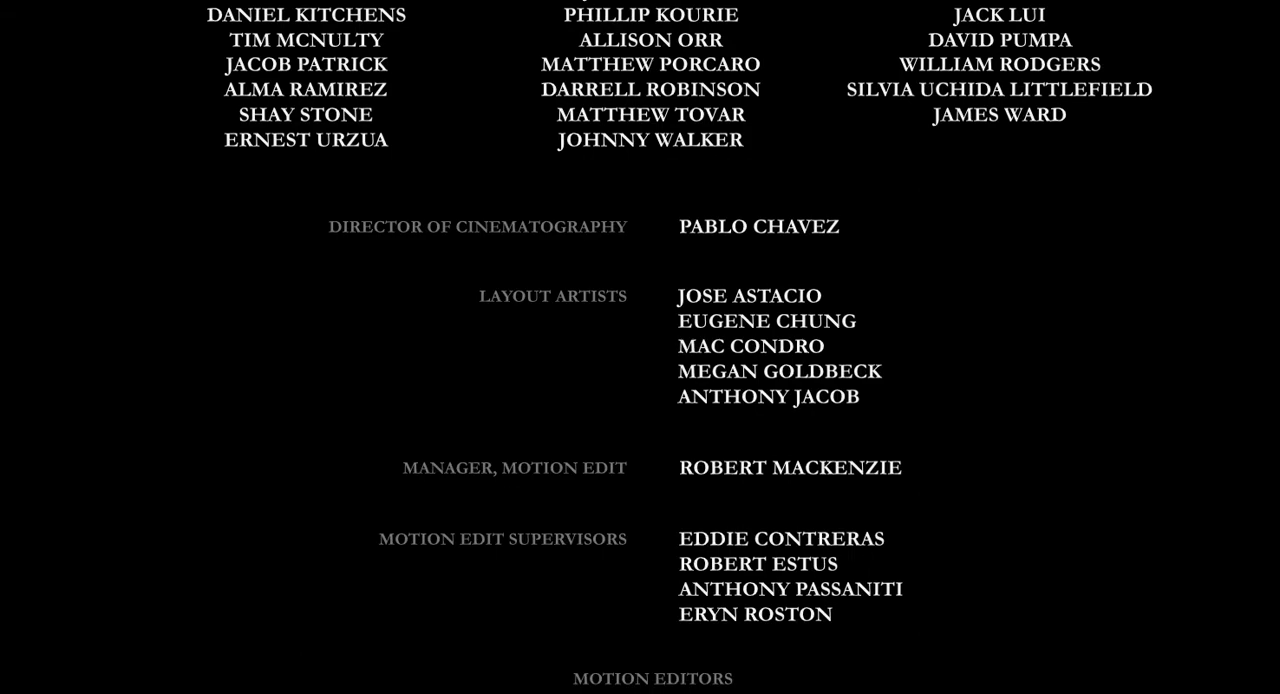 DANIEL KITCHENS PHILLIP KOURIE JACK LUI
TIM MCNULTY ALLISON ORR DAVID PUMPA
JACOB PATRICK MATTHEW PORCARO WILLIAM RODGERS
ALMA RAMIREZ DARRELL ROBINSON SILVIA UCHIDA LITTLEFIELD
SHAY STONE MATTHEW TOVAR JAMES WARD
ERNEST URZUA JOHNNY WALKER
DIRECTOR OF CINEMATOGRAPHY PABLO CHAVEZ
LAYOUT ARTISTS JOSE ASTACIO
EUGENE CHUNG
MAC CONDRO
MEGAN GOLDBECK
ANTHONY JACOB
MANAGER, MOTION EDIT ROBERT MACKENZIE
MOTION EDIT SUPERVISORS EDDIE CONTRERAS
ROBERT ESTUS
ANTHONY PASSANITI
ERYN ROSTON
MOTION EDITORS